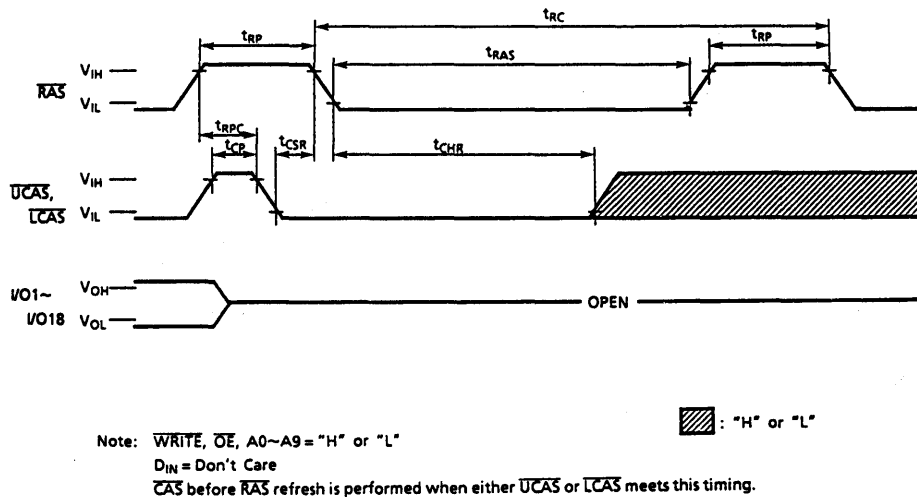 tRC
tRP
tRAS
tRP
RAS
VIH
VIL
tRPC
tCP
tCSR
tCHR
UCAS,
LCAS
VIH
VIL
I/O1~
I/O18
VOH
VOL
OPEN
: "H" or "L"
Note: WRITE, OE, A0~A9 = "H" or "L"
DIN = Don't Care
CAS before RAS refresh is performed when either UCAS or LCAS meets this timing.